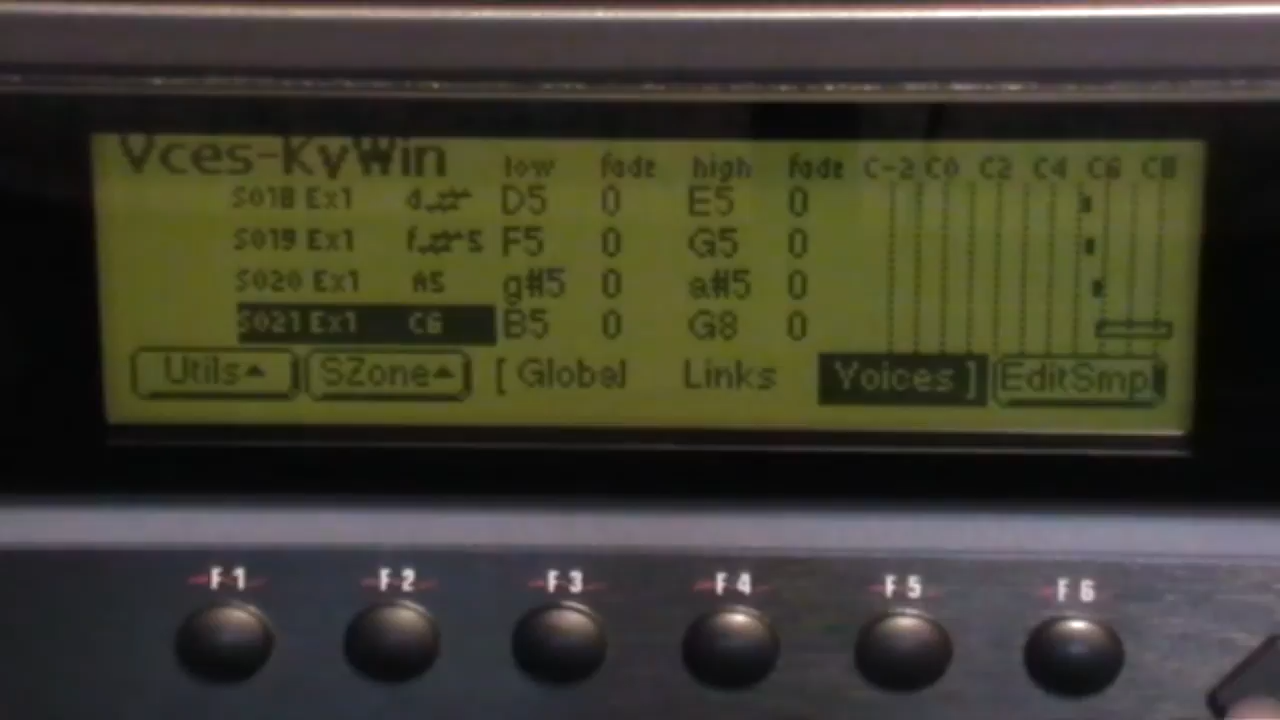 Vces-KyWin low fade high fade C-2 C0 C2 C4 C6 C8
S018 Ex1 D5 0 E5 0
S019 Ex1 F5 0 G5 0
S020 Ex1 A5 g#5 0 a#5 0
S021 Ex1 C6 B5 0 G8 0
Utils SZone [ Global Links Voices ] EditSmpl
F1 F2 F3 F4 F5 F6